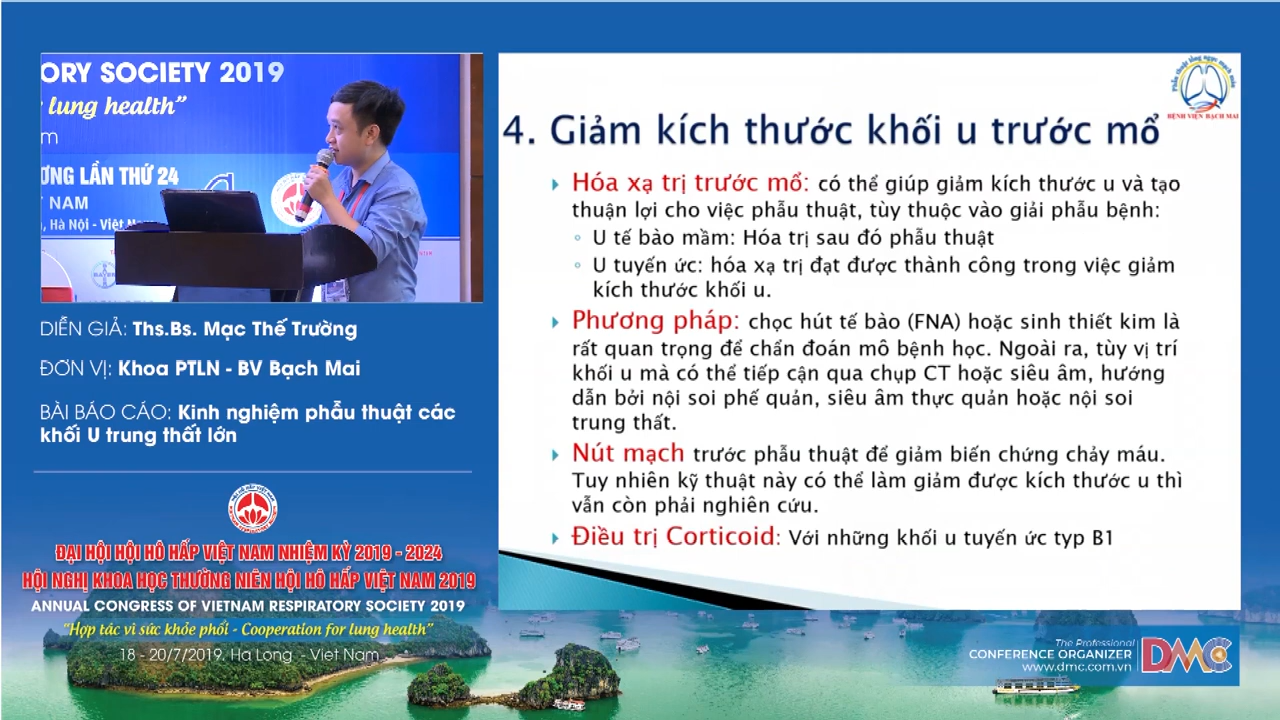 ORY SOCIETY 2019
lung health”
m
ƠNG LẦN THỨ 24
NAM
, Hà Nội - Việt N
DIỄN GIẢ: Ths.Bs. Mạc Thế Trường
ĐƠN VỊ: Khoa PTLN - BV Bạch Mai
BÀI BÁO CÁO: Kinh nghiệm phẫu thuật các
khối U trung thất lớn
ĐẠI HỘI HỘI HÔ HẤP VIỆT NAM NHIỆM KỲ 2019 - 2024
HỘI NGHỊ KHOA HỌC THƯỜNG NIÊN HỘI HÔ HẤP VIỆT NAM 2019
ANNUAL CONGRESS OF VIETNAM RESPIRATORY SOCIETY 2019
“Hợp tác vì sức khỏe phổi - Cooperation for lung health”
18 - 20/7/2019. Ha Long - Viet Nam
Phẫu thuật lồng ngực mạch máu
BỆNH VIỆN BẠCH MAI
4. Giảm kích thước khối u trước mổ
Hóa xạ trị trước mổ: có thể giúp giảm kích thước u và tạo
thuận lợi cho việc phẫu thuật, tùy thuộc vào giải phẫu bệnh:
U tế bào mầm: Hóa trị sau đó phẫu thuật
U tuyến ức: hóa xạ trị đạt được thành công trong việc giảm
kích thước khối u.
Phương pháp: chọc hút tế bào (FNA) hoặc sinh thiết kim là
rất quan trọng để chẩn đoán mô bệnh học. Ngoài ra, tùy vị trí
khối u mà có thể tiếp cận qua chụp CT hoặc siêu âm, hướng
dẫn bởi nội soi phế quản, siêu âm thực quản hoặc nội soi
trung thất.
Nút mạch trước phẫu thuật để giảm biến chứng chảy máu.
Tuy nhiên kỹ thuật này có thể làm giảm được kích thước u thì
vẫn còn phải nghiên cứu.
Điều trị Corticoid: Với những khối u tuyến ức typ B1
The Professional
CONFERENCE ORGANIZER
www.dmc.com.vn
DMC